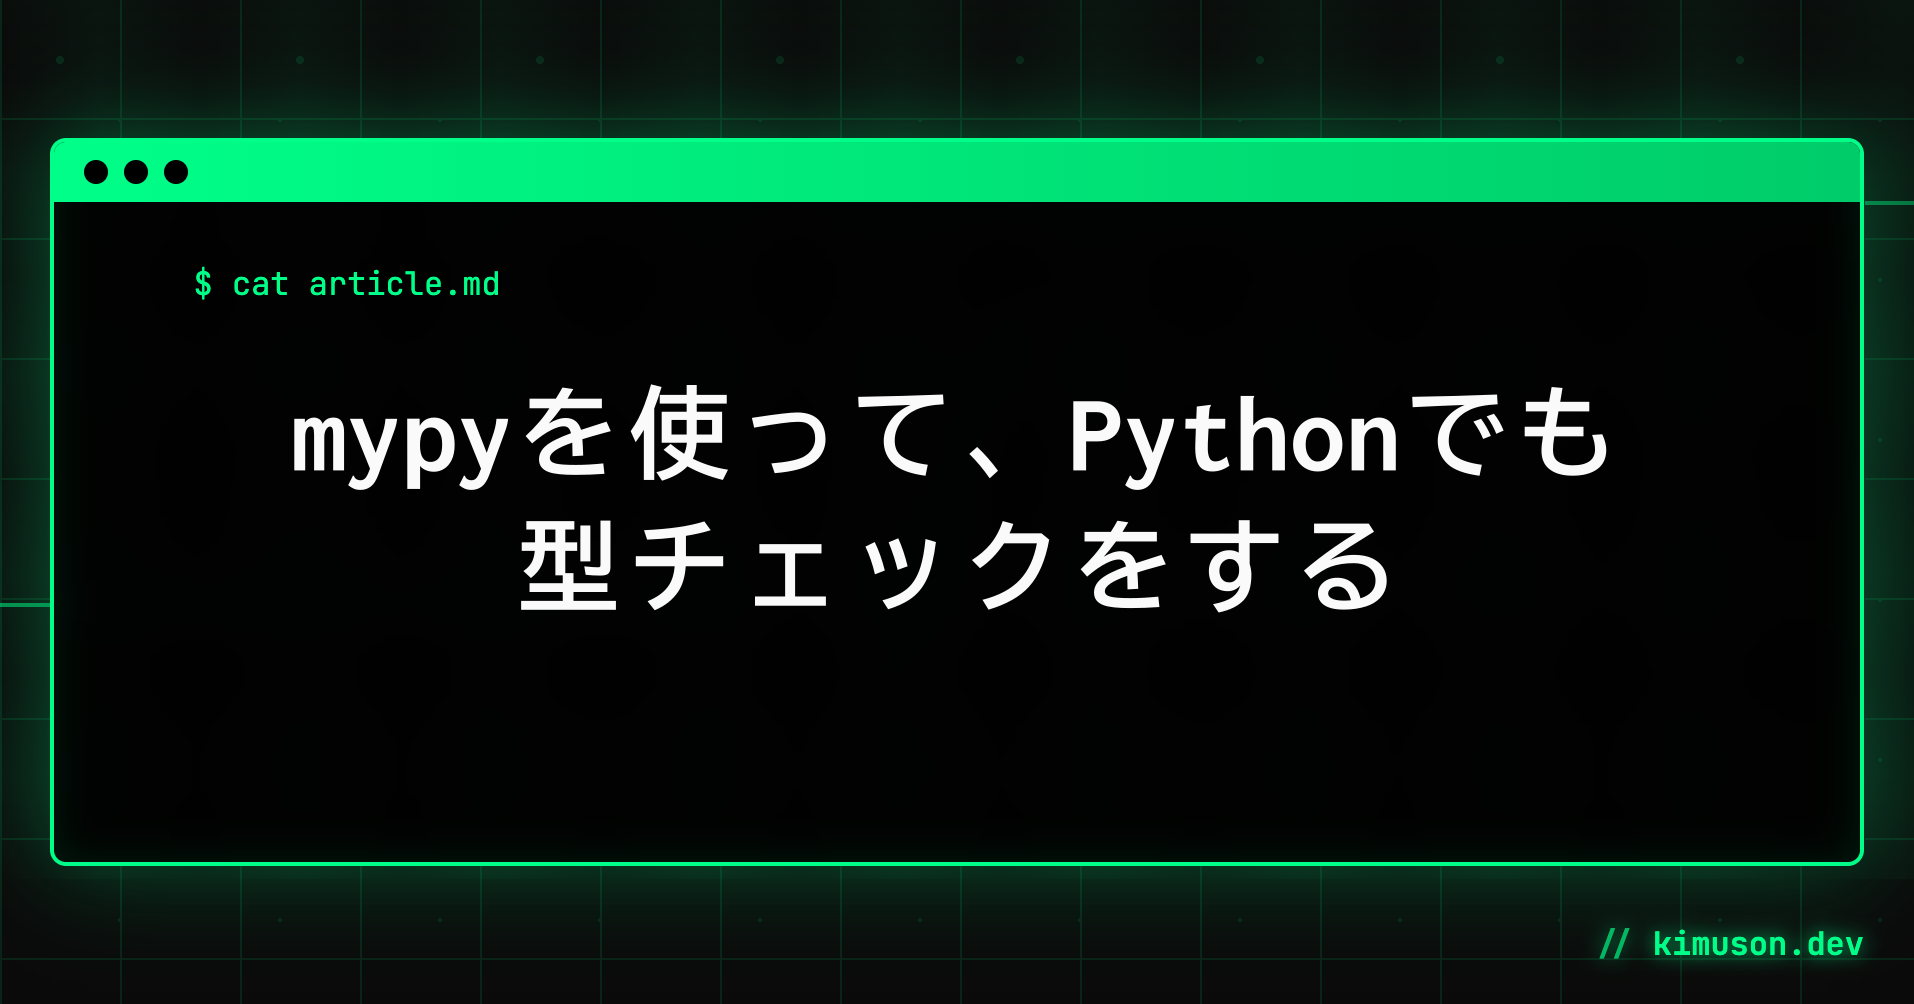 $ cat article.md
mypyを使って、Pythonでも
型チェックをする
// kimuson.dev